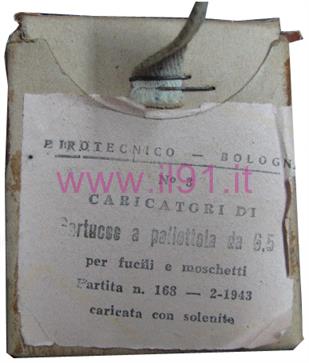 PIROTECNICO — BOLOGN
No 3
www.il91.it
CARICATORI DI
Cartucce a pallottola da 6,5
per fucili e moschetti
Partita n. 168 — 2-1943
caricata con solenite